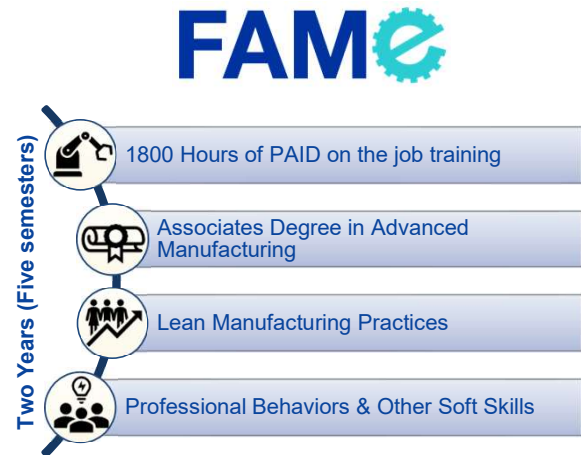 FAMe
Two Years (Five semesters)
1800 Hours of PAID on the job training
Associates Degree in Advanced
Manufacturing
Lean Manufacturing Practices
Professional Behaviors & Other Soft Skills